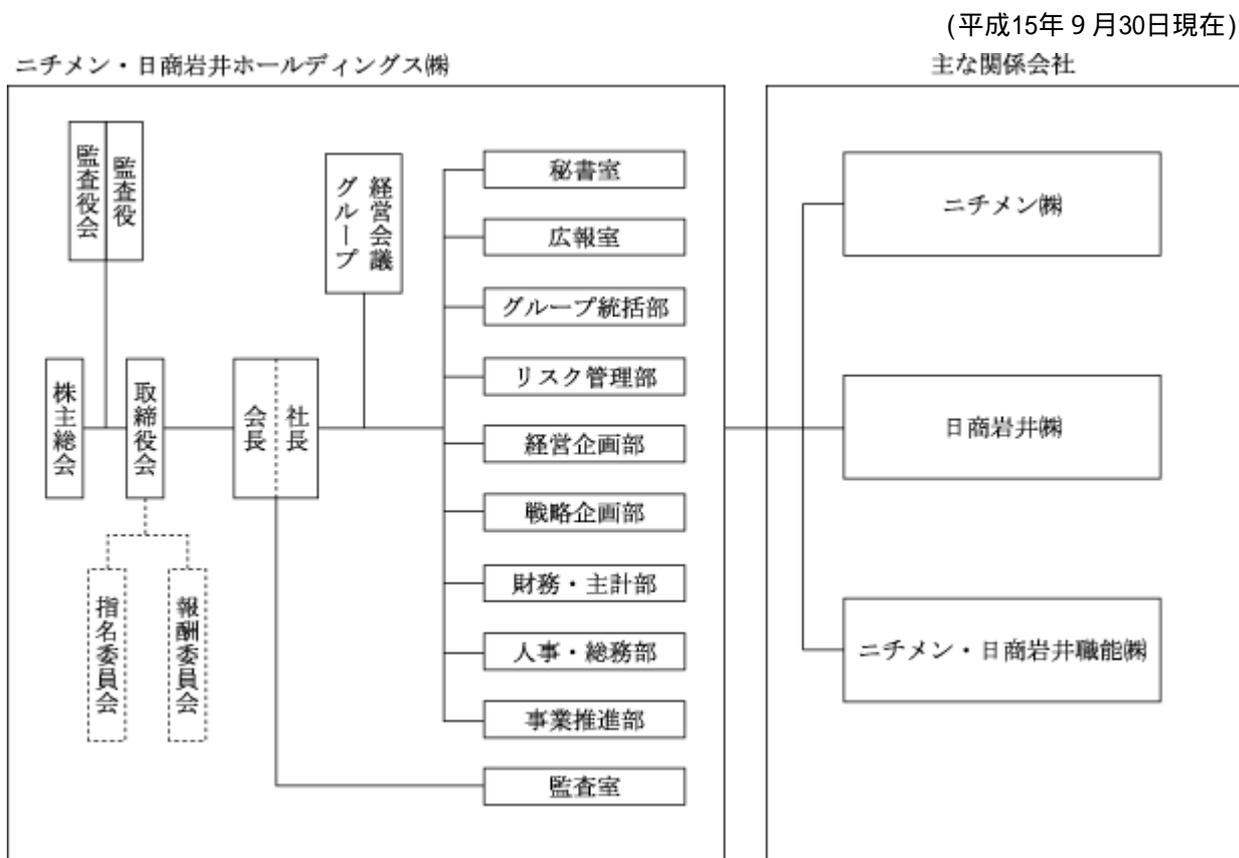 (平成15年９月30日現在)
ニチメン・日商岩井ホールディングス㈱
主な関係会社
監査役
監査役会
経営会議
グループ
株主総会
取締役会
社長
会長
指名委員会
報酬委員会
秘書室
広報室
グループ統括部
リスク管理部
経営企画部
戦略企画部
財務・主計部
人事・総務部
事業推進部
監査室
ニチメン㈱
日商岩井㈱
ニチメン・日商岩井職能㈱